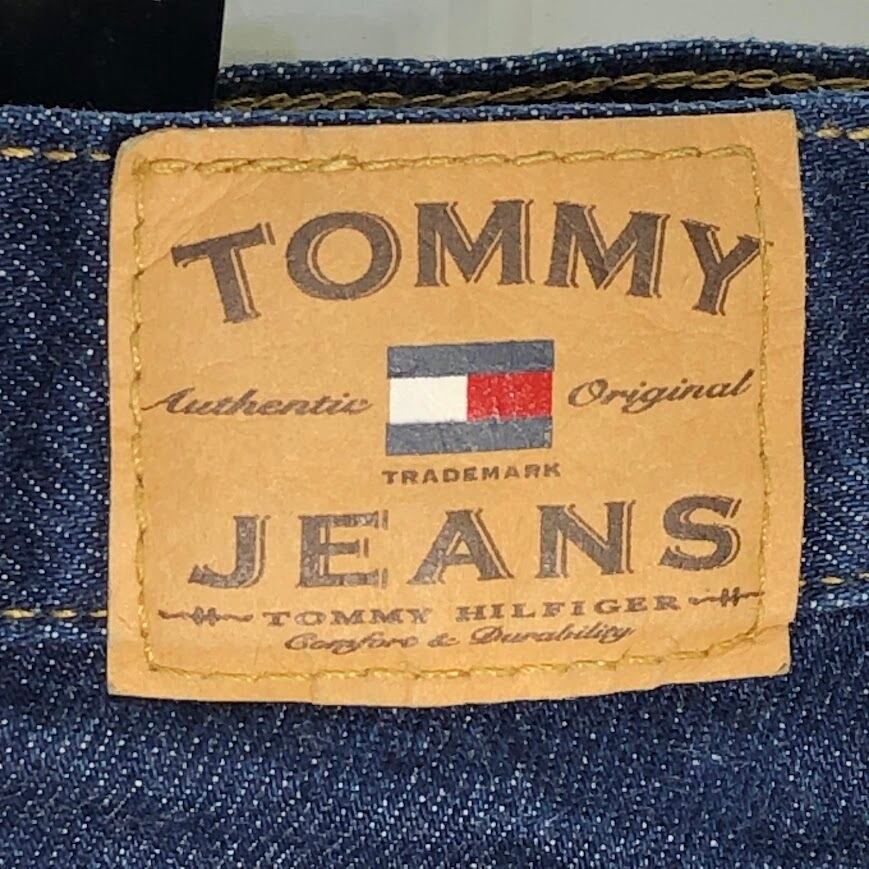 TOMMY
Authentic Original
TRADEMARK
JEANS
TOMMY HILFIGER
Comfort & Durability